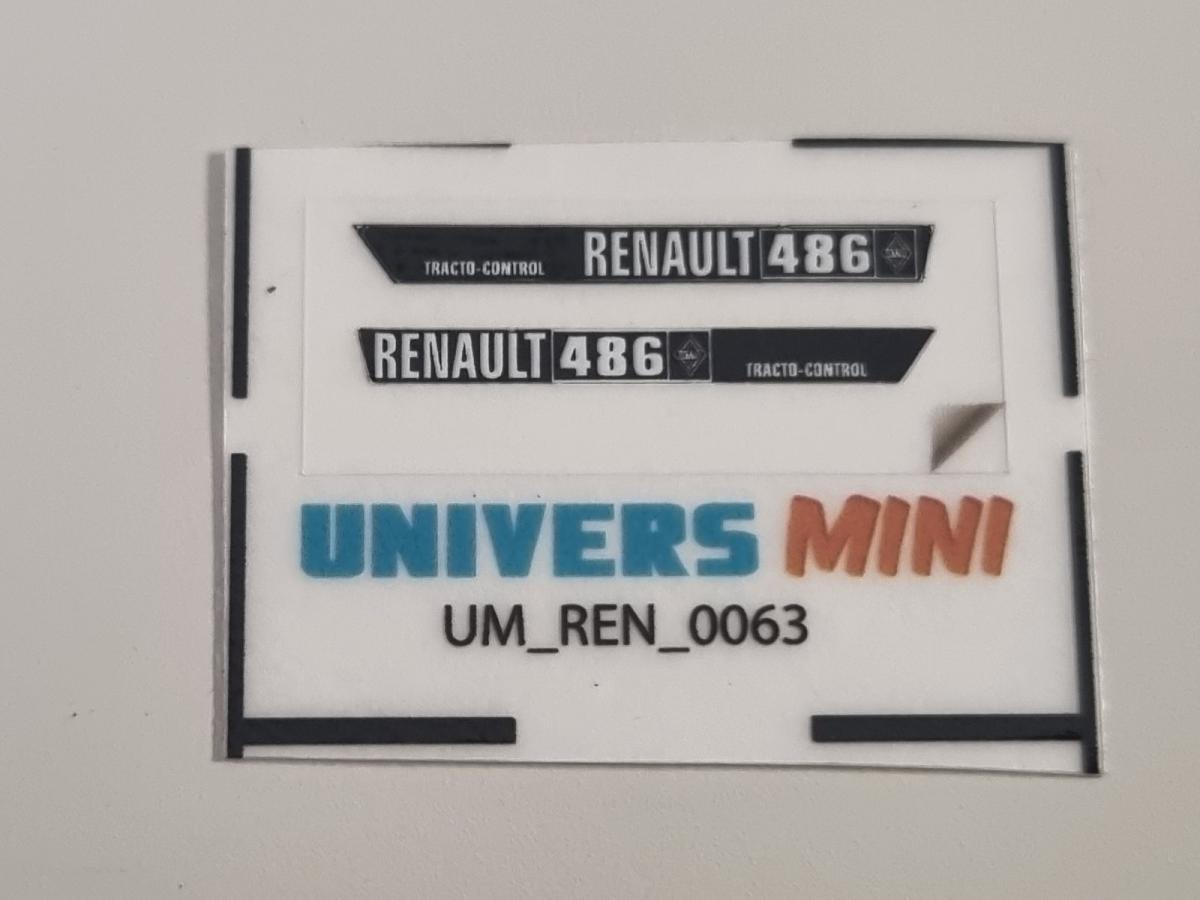 TRACTO-CONTROL RENAULT 486
RENAULT 486 TRACTO-CONTROL
UNIVERS MINI
UM_REN_0063